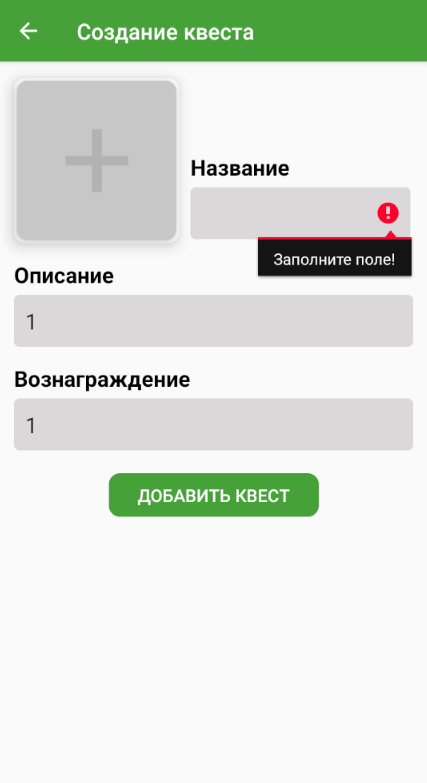 Создание квеста
Название
Заполните поле!
Описание
1
Вознаграждение
1
ДОБАВИТЬ КВЕСТ